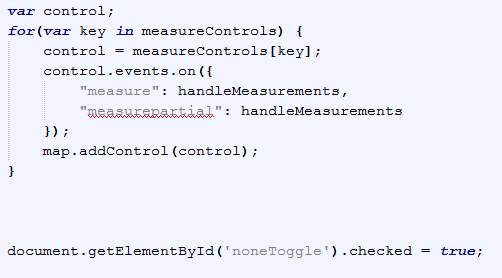 var control;
for(var key in measureControls) {
control = measureControls[key];
control.events.on({
"measure": handleMeasurements,
"measurepartial": handleMeasurements
});
map.addControl(control);
}
document.getElementById('noneToggle').checked = true;